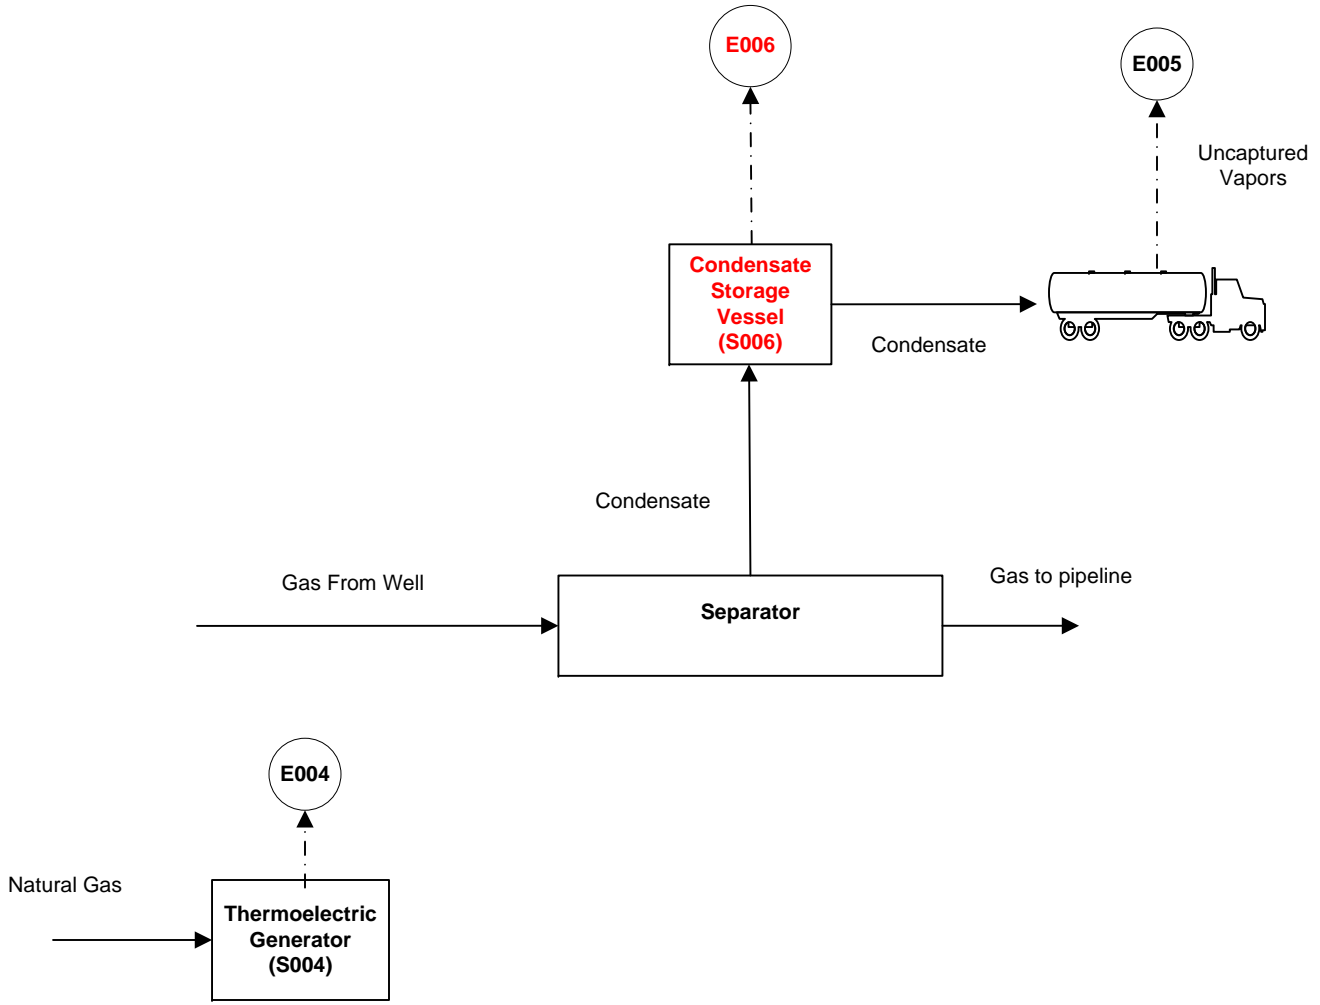 E006
E005
Uncaptured
Vapors
Condensate
Storage
Vessel
(S006)
Condensate
Condensate
Gas From Well
Separator
Gas to pipeline
E004
Natural Gas
Thermoelectric
Generator
(S004)